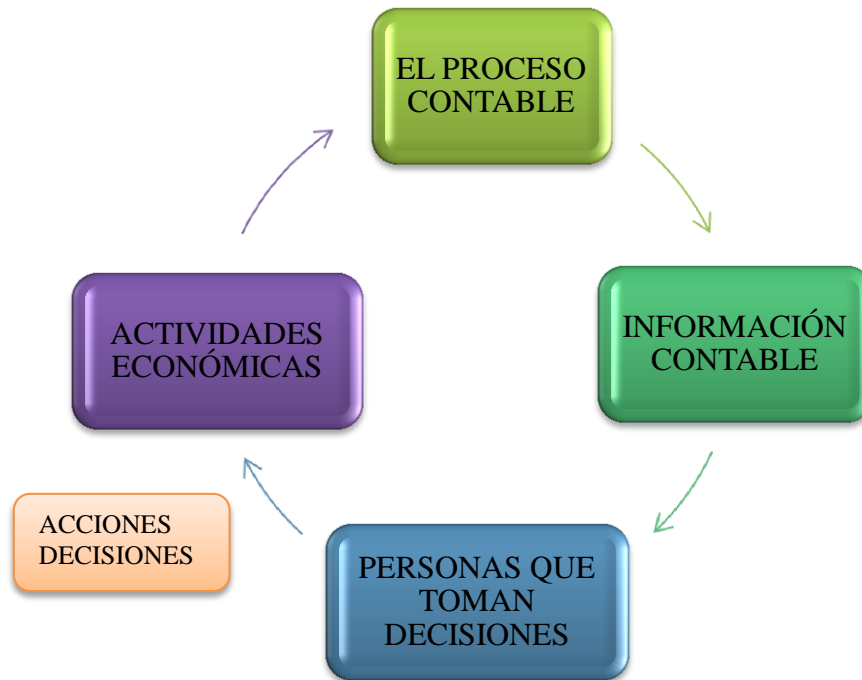 EL PROCESO
CONTABLE
INFORMACIÓN
CONTABLE
PERSONAS QUE
TOMAN
DECISIONES
ACTIVIDADES
ECONÓMICAS
ACCIONES
DECISIONES